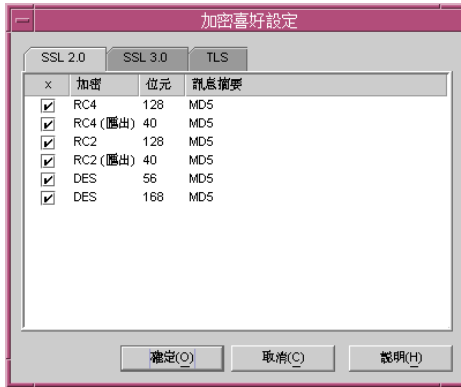 加密喜好設定
SSL 2.0 SSL 3.0 TLS
x 加密 位元 訊息摘要
RC4 128 MD5
RC4 (匯出) 40 MD5
RC2 128 MD5
RC2 (匯出) 40 MD5
DES 56 MD5
DES 168 MD5
確定(O) 取消(C) 說明(H)